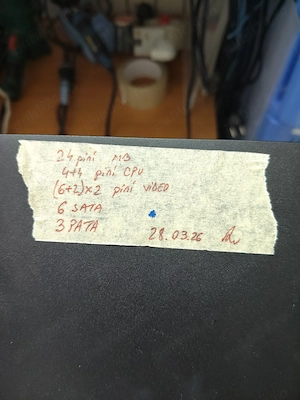 24 pini MB
4+4 pini CPU
(6+2)x2 pini VIDEO
6 SATA
3 PATA
28.03.26